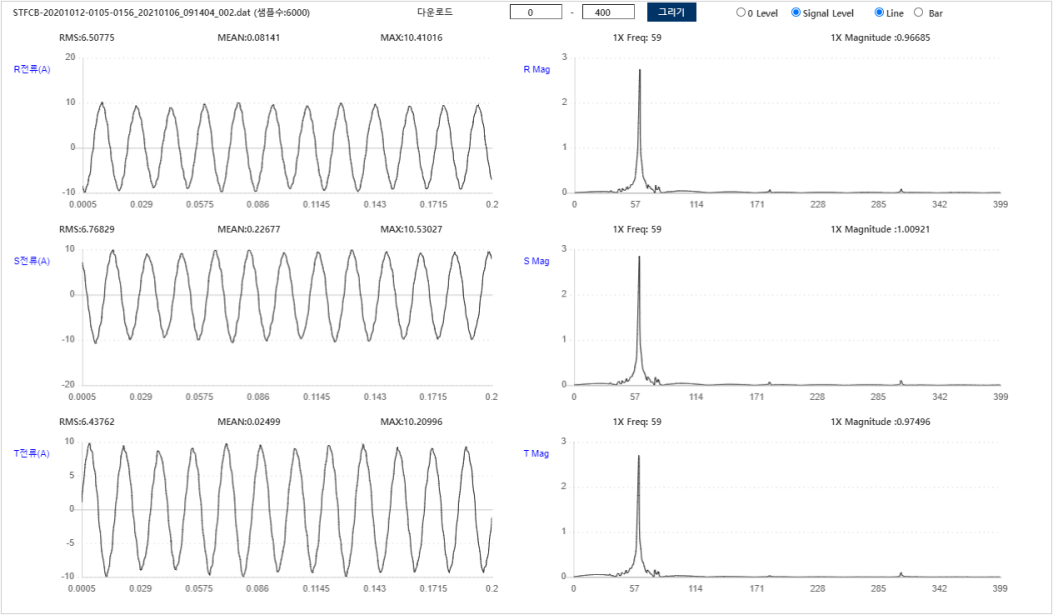 STFCB-20201012-0105-0156_20210106_091404_002.dat (샘플수:6000) 다운로드 0 - 400 그리기 0 Level Signal Level Line Bar
RMS:6.50775 MEAN:0.08141 MAX:10.41016 1X Freq: 59 1X Magnitude :0.96685
R전류(A)
20
10
0
-10
0.0005 0.029 0.0575 0.086 0.1145 0.143 0.1715 0.2
R Mag
3
2
1
0
0 57 114 171 228 285 342 399
RMS:6.76829 MEAN:0.22677 MAX:10.53027 1X Freq: 59 1X Magnitude :1.00921
S전류(A)
10
0
-10
-20
0.0005 0.029 0.0575 0.086 0.1145 0.143 0.1715 0.2
S Mag
3
2
1
0
0 57 114 171 228 285 342 399
RMS:6.43762 MEAN:0.02499 MAX:10.20996 1X Freq: 59 1X Magnitude :0.97496
T전류(A)
10
5
0
-5
-10
0.0005 0.029 0.0575 0.086 0.1145 0.143 0.1715 0.2
T Mag
3
2
1
0
0 57 114 171 228 285 342 399